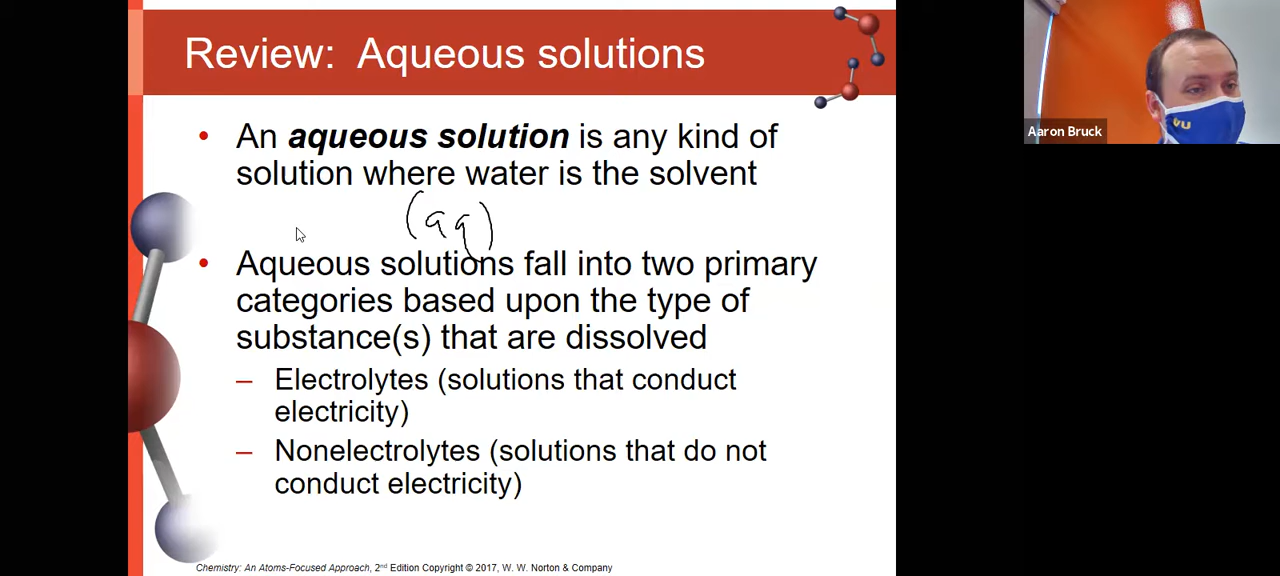 Review: Aqueous solutions
• An aqueous solution is any kind of
solution where water is the solvent
(aq)
• Aqueous solutions fall into two primary
categories based upon the type of
substance(s) that are dissolved
– Electrolytes (solutions that conduct
electricity)
– Nonelectrolytes (solutions that do not
conduct electricity)
Chemistry: An Atoms-Focused Approach, 2nd Edition Copyright © 2017, W. W. Norton & Company
Aaron Bruck
VU